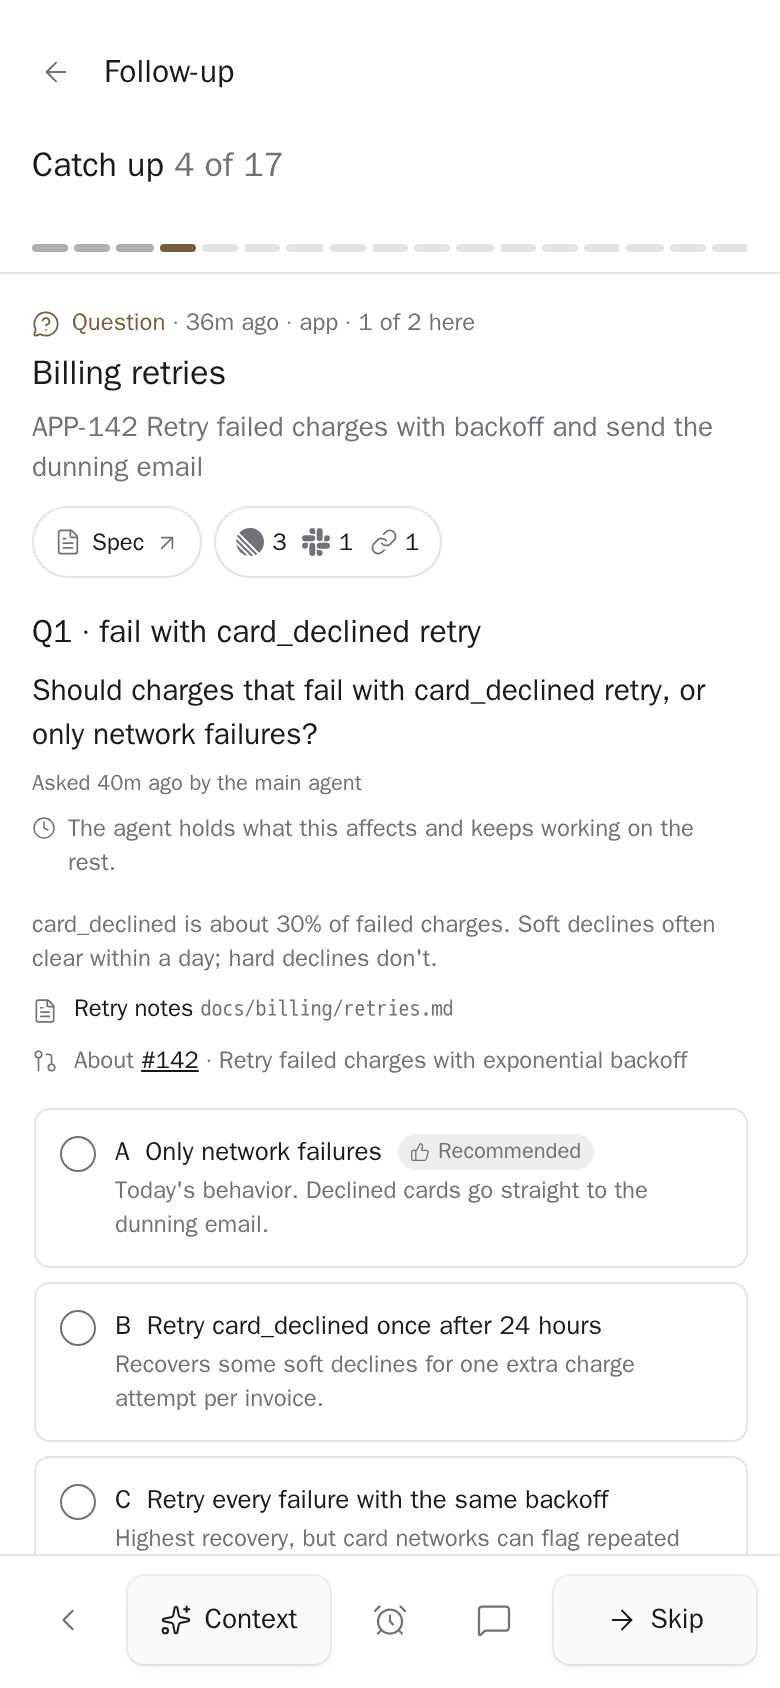 Follow-up
Catch up 4 of 17
Question · 36m ago · app · 1 of 2 here
Billing retries
APP-142 Retry failed charges with backoff and send the
dunning email
Spec
3 1 1
Q1 · fail with card_declined retry
Should charges that fail with card_declined retry, or
only network failures?
Asked 40m ago by the main agent
The agent holds what this affects and keeps working on the
rest.
card_declined is about 30% of failed charges. Soft declines often
clear within a day; hard declines don't.
Retry notes docs/billing/retries.md
About #142 · Retry failed charges with exponential backoff
A Only network failures Recommended
Today's behavior. Declined cards go straight to the
dunning email.
B Retry card_declined once after 24 hours
Recovers some soft declines for one extra charge
attempt per invoice.
C Retry every failure with the same backoff
Highest recovery, but card networks can flag repeated
Context
Skip